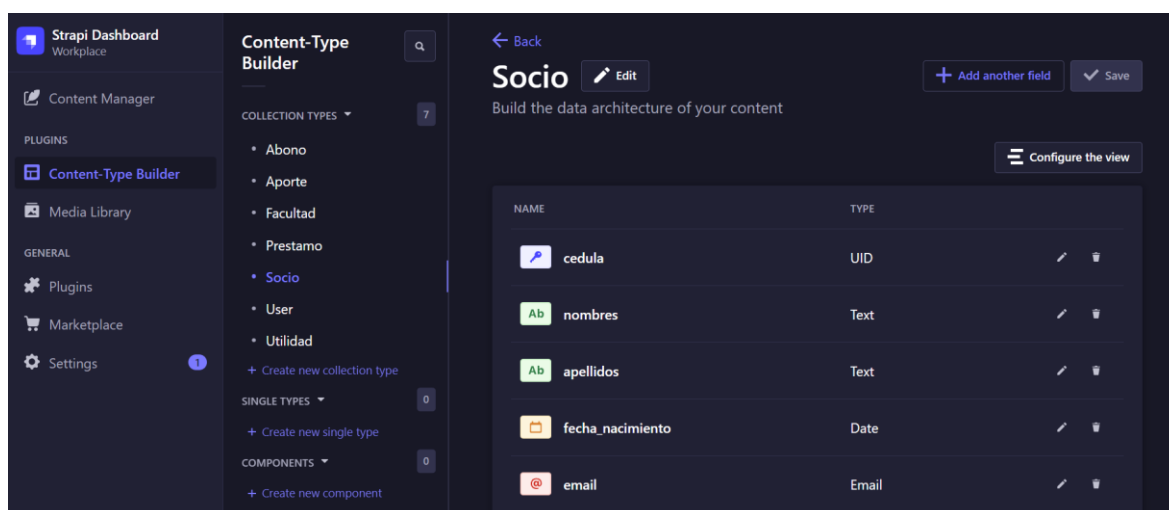 Strapi Dashboard
Workplace
Content Manager
PLUGINS
Content-Type Builder
Media Library
GENERAL
Plugins
Marketplace
Settings
1
Content-Type
Builder
COLLECTION TYPES
7
Abono
Aporte
Facultad
Prestamo
Socio
User
Utilidad
+ Create new collection type
SINGLE TYPES
0
+ Create new single type
COMPONENTS
0
+ Create new component
← Back
Socio
Edit
+ Add another field
Save
Build the data architecture of your content
Configure the view
NAME TYPE
cedula UID
Ab nombres Text
Ab apellidos Text
fecha_nacimiento Date
@ email Email